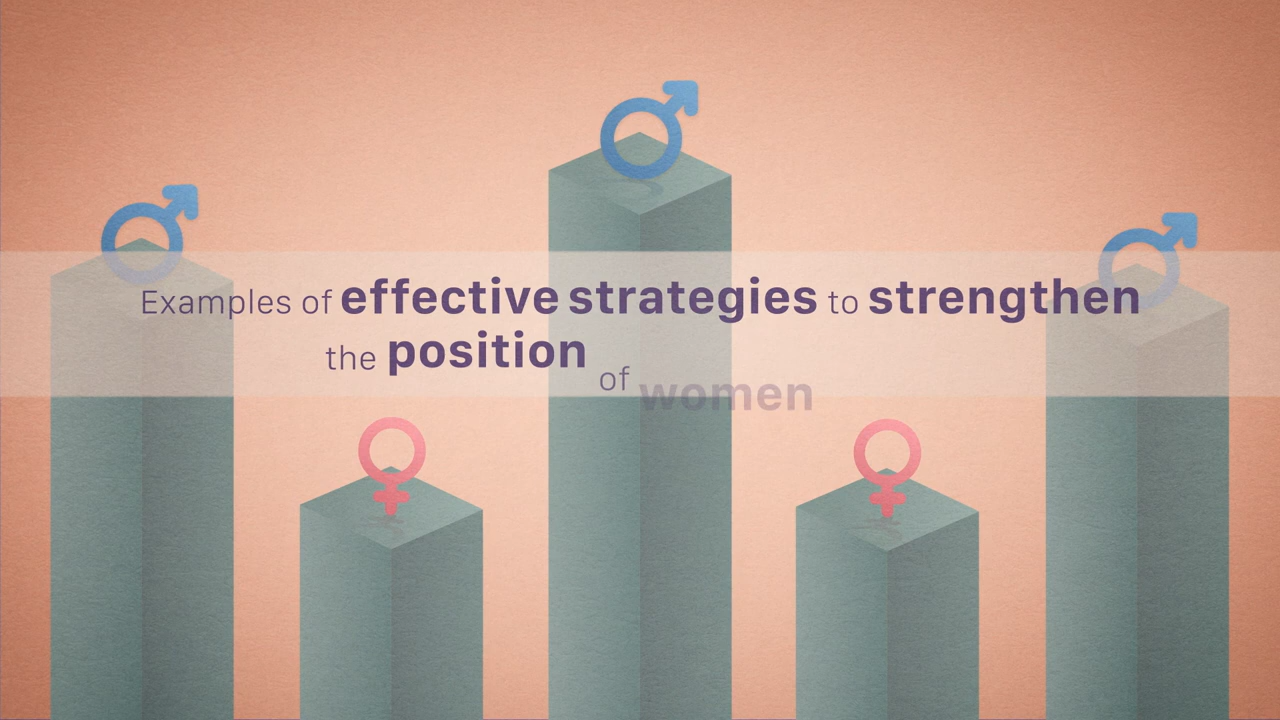 Examples of effective strategies to strengthen
the position of women